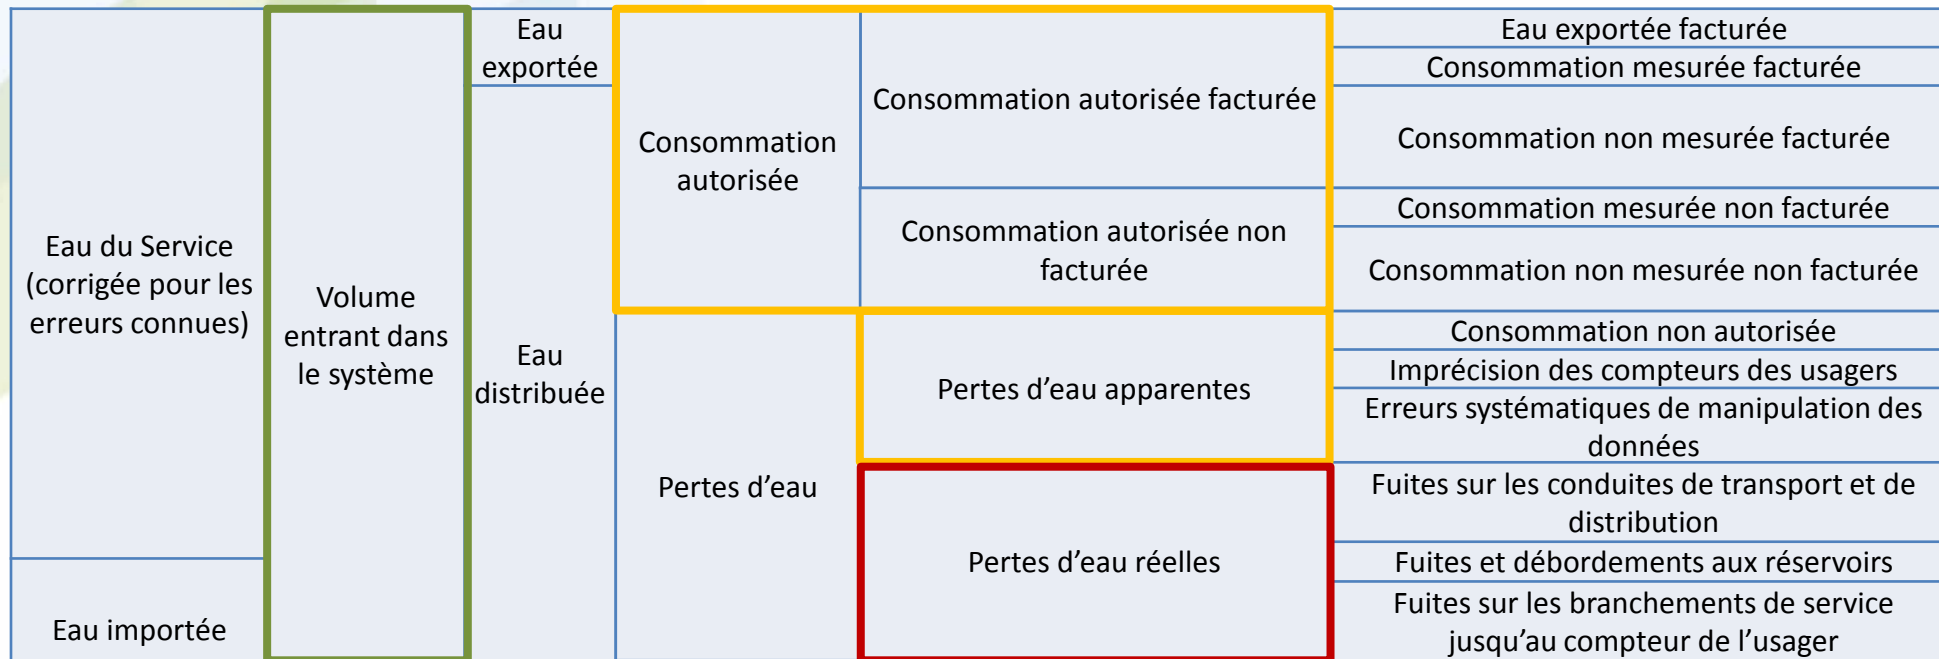 Eau du Service
(corrigée pour les
erreurs connues)
Eau importée
Volume
entrant dans
le système
Eau
exportée
Eau
distribuée
Consommation
autorisée
Pertes d’eau
Consommation autorisée facturée
Consommation autorisée non
facturée
Pertes d’eau apparentes
Pertes d’eau réelles
Eau exportée facturée
Consommation mesurée facturée
Consommation non mesurée facturée
Consommation mesurée non facturée
Consommation non mesurée non facturée
Consommation non autorisée
Imprécision des compteurs des usagers
Erreurs systématiques de manipulation des
données
Fuites sur les conduites de transport et de
distribution
Fuites et débordements aux réservoirs
Fuites sur les branchements de service
jusqu’au compteur de l’usager